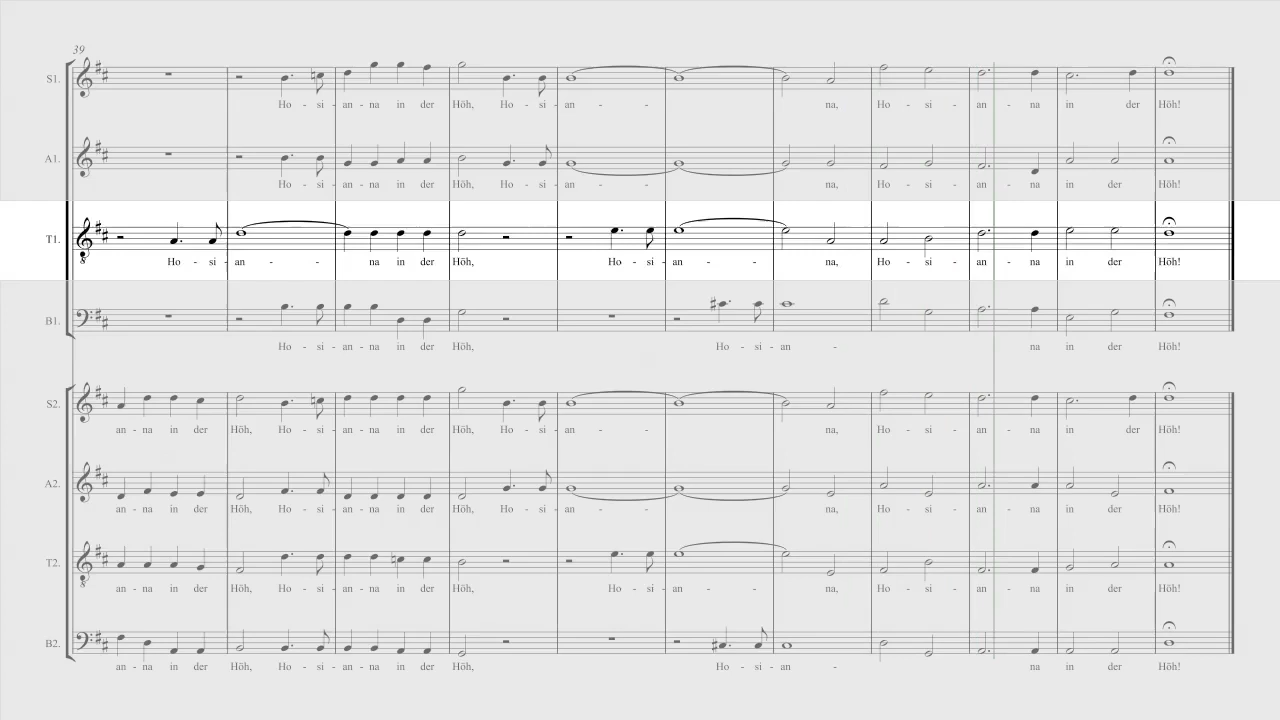 39
S1.
Ho - si - an - na in der Höh, Ho - si - an - - - na, Ho - si - an - na in der Höh!
A1.
Ho - si - an - na in der Höh, Ho - si - an - - - na, Ho - si - an - na in der Höh!
T1.
8
Ho - si - an - - - na in der Höh, Ho - si - an - - - na, Ho - si - an - na in der Höh!
B1.
Ho - si - an - na in der Höh, Ho - si - an - na in der Höh!
S2.
an - na in der Höh, Ho - si - an - na in der Höh, Ho - si - an - - - na, Ho - si - an - na in der Höh!
A2.
an - na in der Höh, Ho - si - an - na in der Höh, Ho - si - an - - - na, Ho - si - an - na in der Höh!
T2.
8
an - na in der Höh, Ho - si - an - na in der Höh, Ho - si - an - - - na, Ho - si - an - na in der Höh!
B2.
an - na in der Höh, Ho - si - an - na in der Höh, Ho - si - an - na in der Höh!